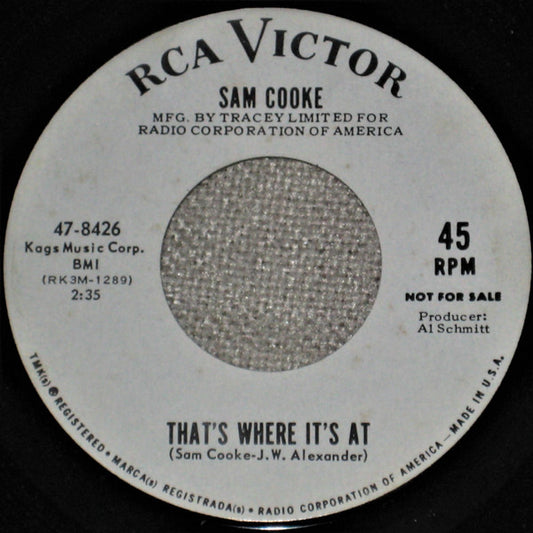 RCA VICTOR
SAM COOKE
MFG. BY TRACEY LIMITED FOR
RADIO CORPORATION OF AMERICA
47-8426
Kags Music Corp.
BMI
(RK3M-1289)
2:35
45
RPM
NOT FOR SALE
Producer:
Al Schmitt
THAT'S WHERE IT'S AT
(Sam Cooke-J.W. Alexander)
TMK(s) ® REGISTERED • MARCA(s) REGISTRADA(s) • RADIO CORPORATION OF AMERICA — MADE IN U.S.A.